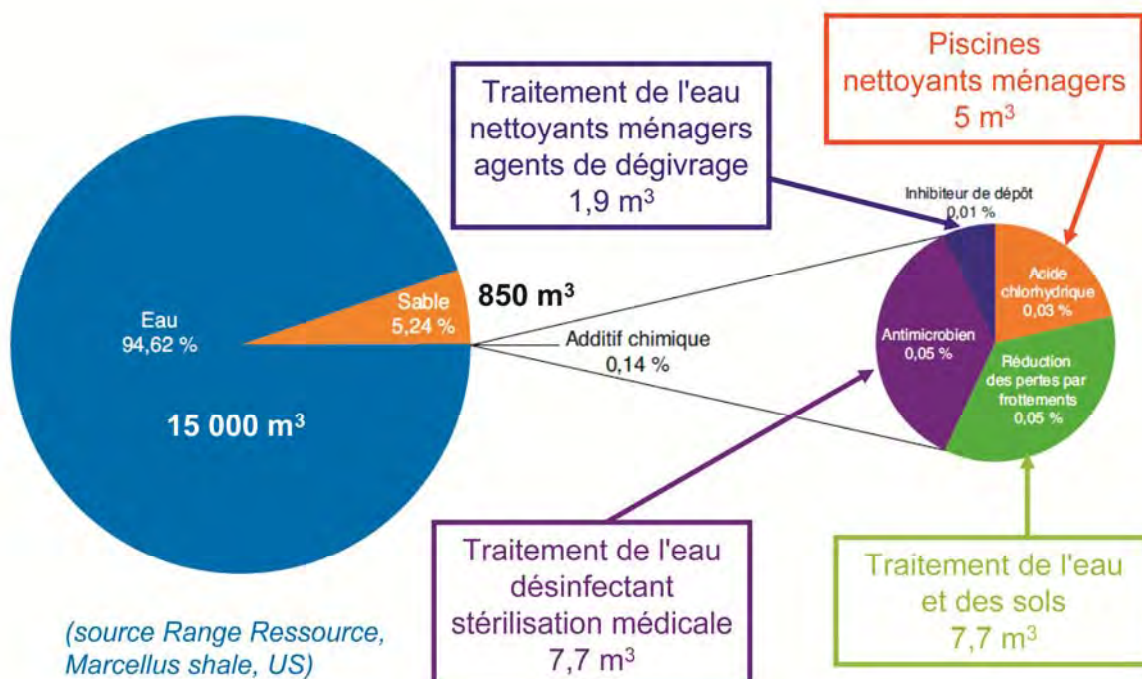 Piscines
nettoyants ménagers
5 m³
Traitement de l'eau
nettoyants ménagers
agents de dégivrage
1,9 m³
Inhibiteur de dépôt
0,01 %
Eau
94,62 %
15 000 m³
Sable
5,24 %
850 m³
Additif chimique
0,14 %
Acide
chlorhydrique
0,03 %
Antimicrobien
0,05 %
Réduction
des pertes par
frottements
0,05 %
Traitement de l'eau
désinfectant
stérilisation médicale
7,7 m³
Traitement de l'eau
et des sols
7,7 m³
(source Range Ressource,
Marcellus shale, US)